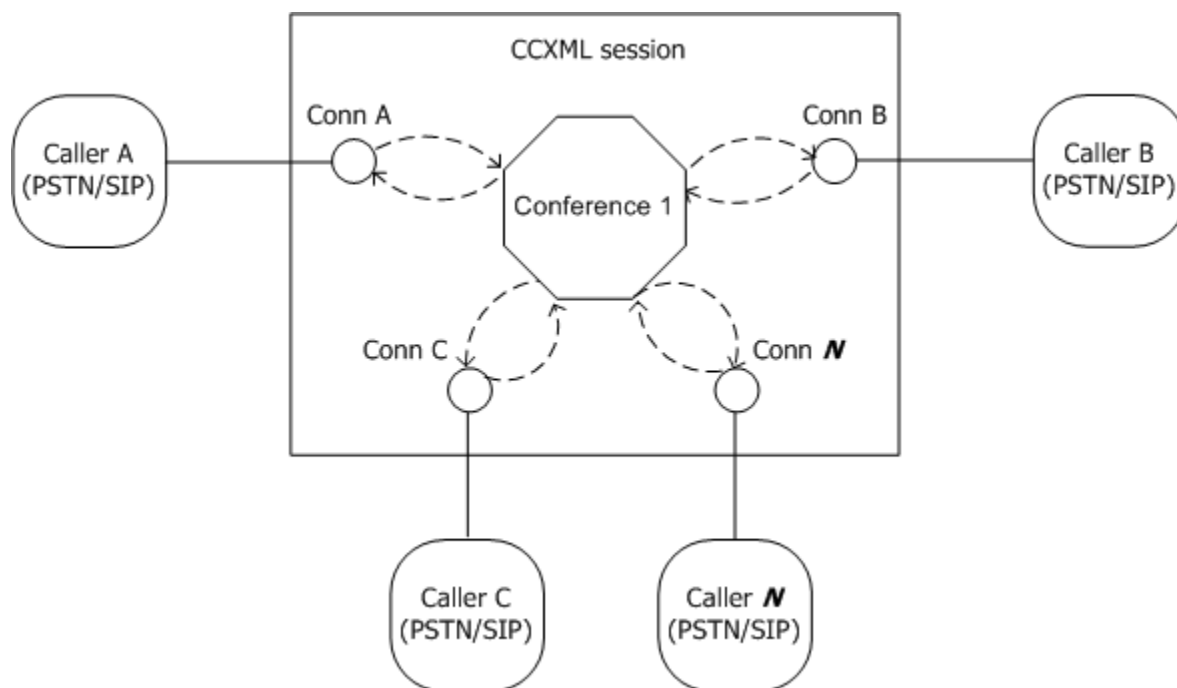 CCXML session
Conn A
Conn B
Caller A
(PSTN/SIP)
Caller B
(PSTN/SIP)
Conference 1
Conn C
Conn N
Caller C
(PSTN/SIP)
Caller N
(PSTN/SIP)